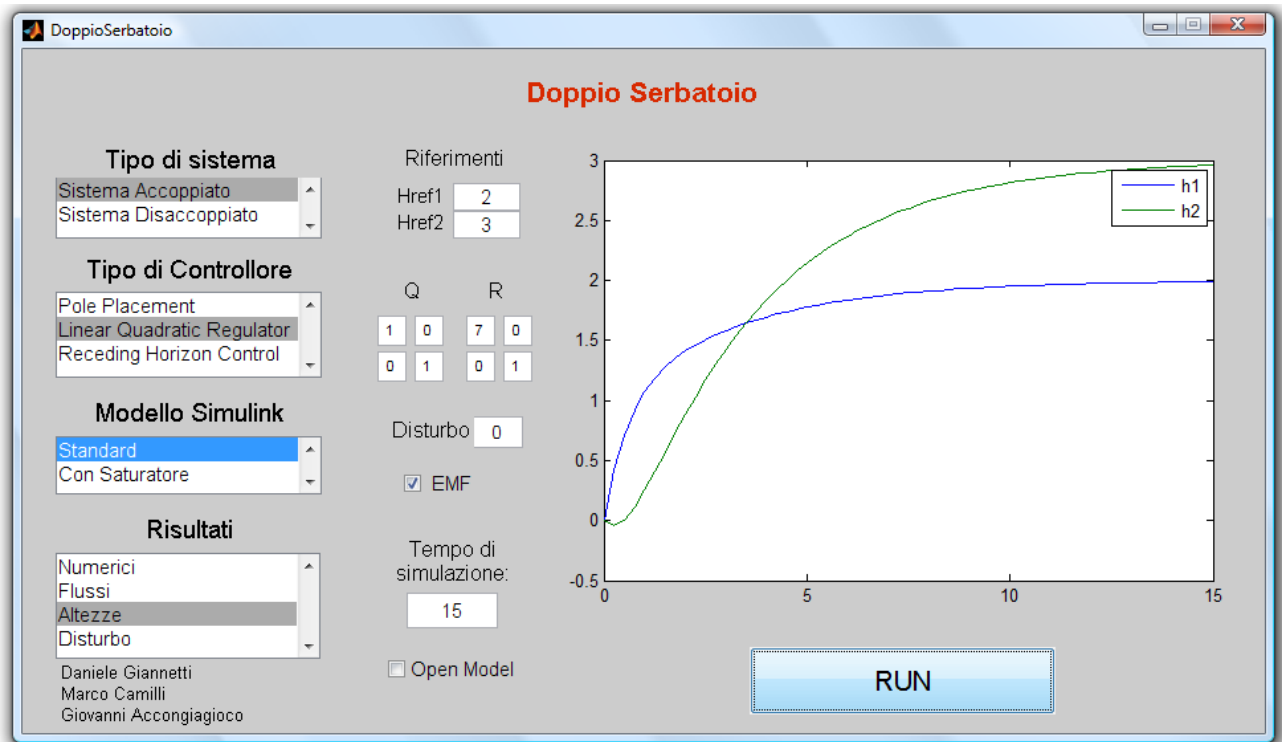 DoppioSerbatoio
Doppio Serbatoio
Tipo di sistema
Sistema Accoppiato
Sistema Disaccoppiato
Tipo di Controllore
Pole Placement
Linear Quadratic Regulator
Receding Horizon Control
Modello Simulink
Standard
Con Saturatore
Risultati
Numerici
Flussi
Altezze
Disturbo
Daniele Giannetti
Marco Camilli
Giovanni Accongiagioco
Riferimenti
Href1 2
Href2 3
Q R
1 0 7 0
0 1 0 1
Disturbo 0
EMF
Tempo di
simulazione:
15
Open Model
3
2.5
2
1.5
1
0.5
0
-0.5
0 5 10 15
h1
h2
RUN